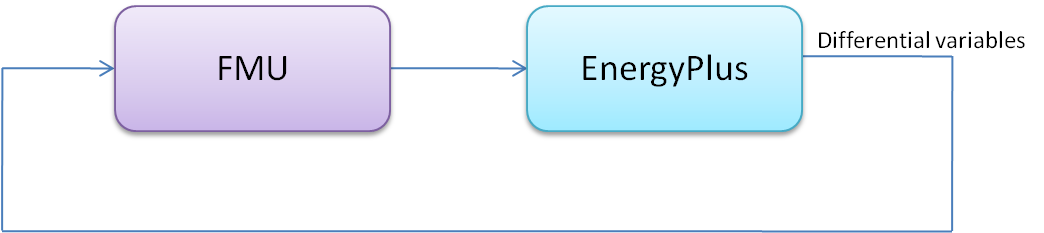 FMU
EnergyPlus
Differential variables